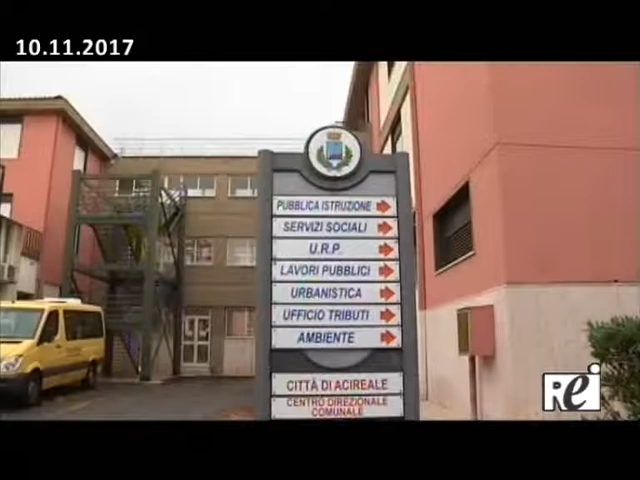 10.11.2017
PUBBLICA ISTRUZIONE
SERVIZI SOCIALI
U.R.P.
LAVORI PUBBLICI
URBANISTICA
UFFICIO TRIBUTI
AMBIENTE
CITTÀ DI ACIREALE
CENTRO DIREZIONALE
COMUNALE
REi